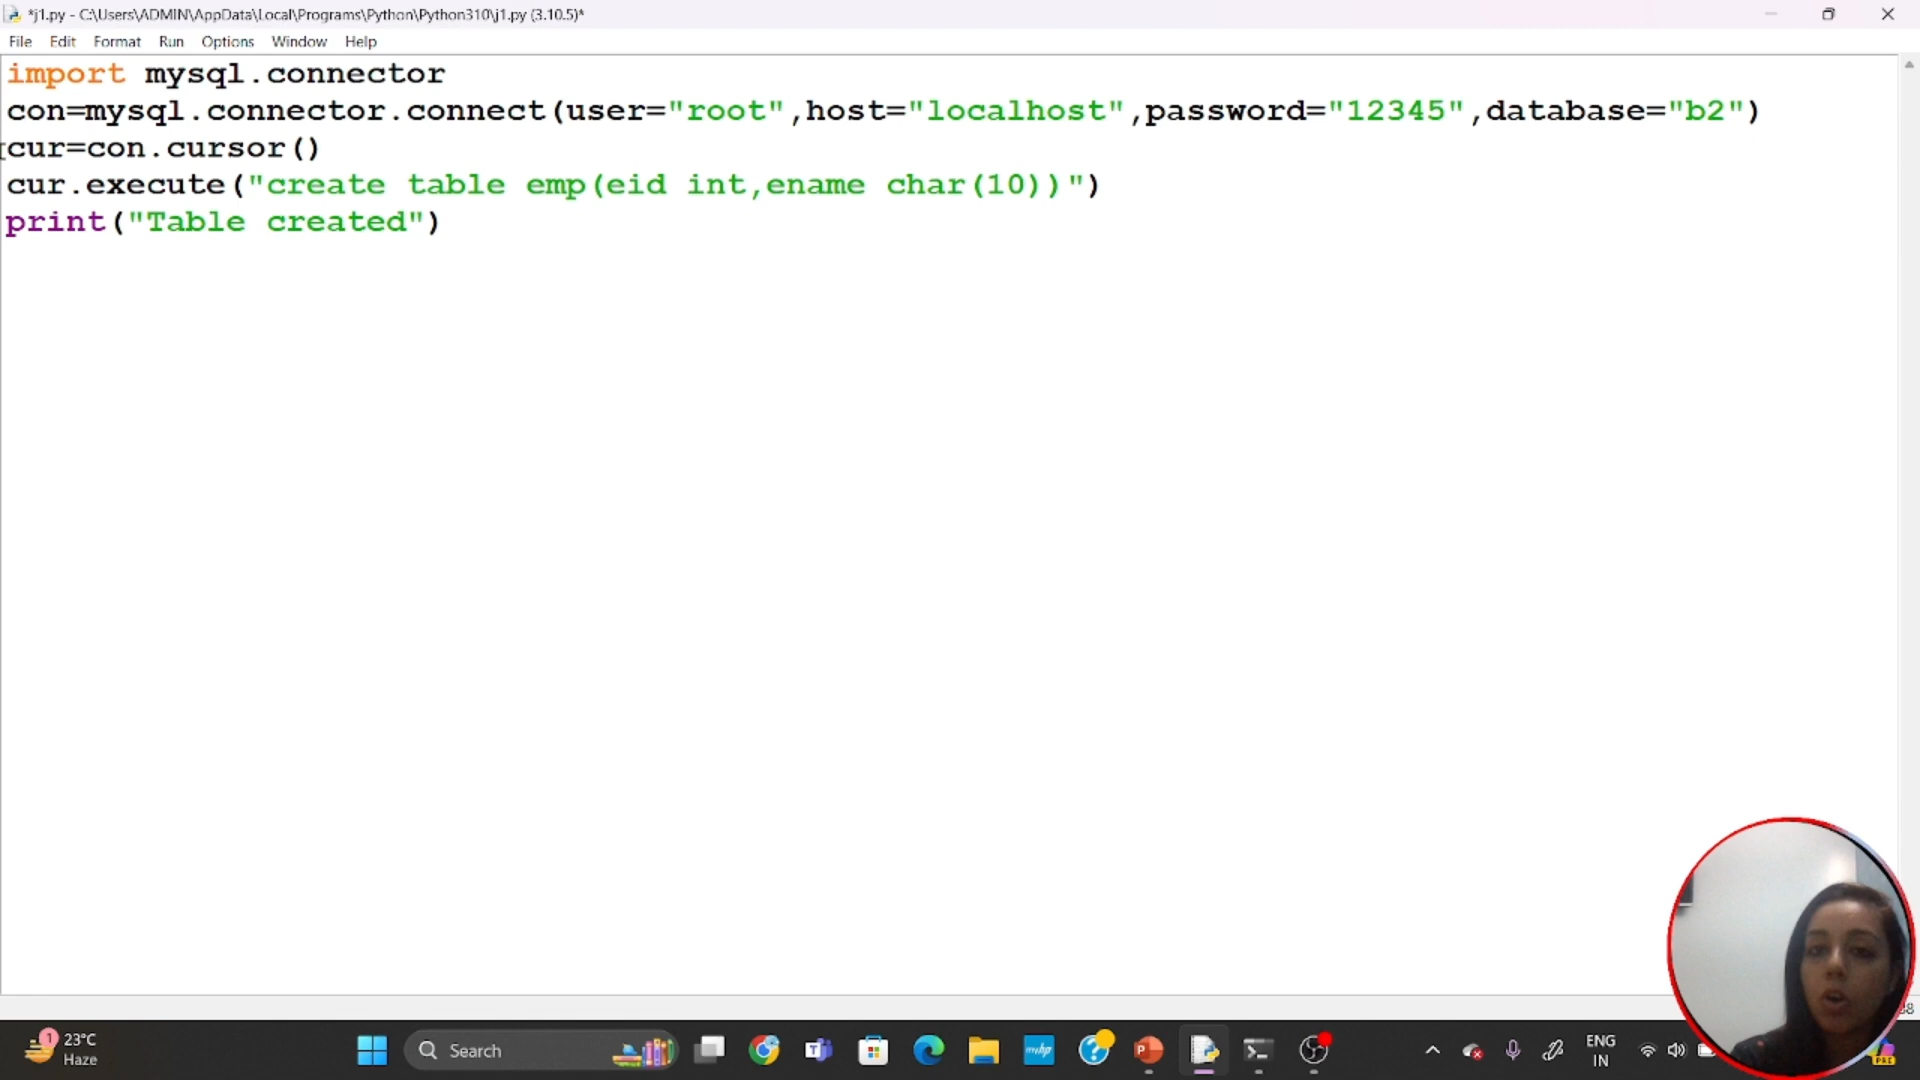 *j1.py - C:\Users\ADMIN\AppData\Local\Programs\Python\Python310\j1.py (3.10.5)*
File Edit Format Run Options Window Help
import mysql.connector
con=mysql.connector.connect(user="root",host="localhost",password="12345",database="b2")
cur=con.cursor()
cur.execute("create table emp(eid int,ename char(10))")
print("Table created")
1
23°C
Haze
Search
myhp
ENG
IN
PRE